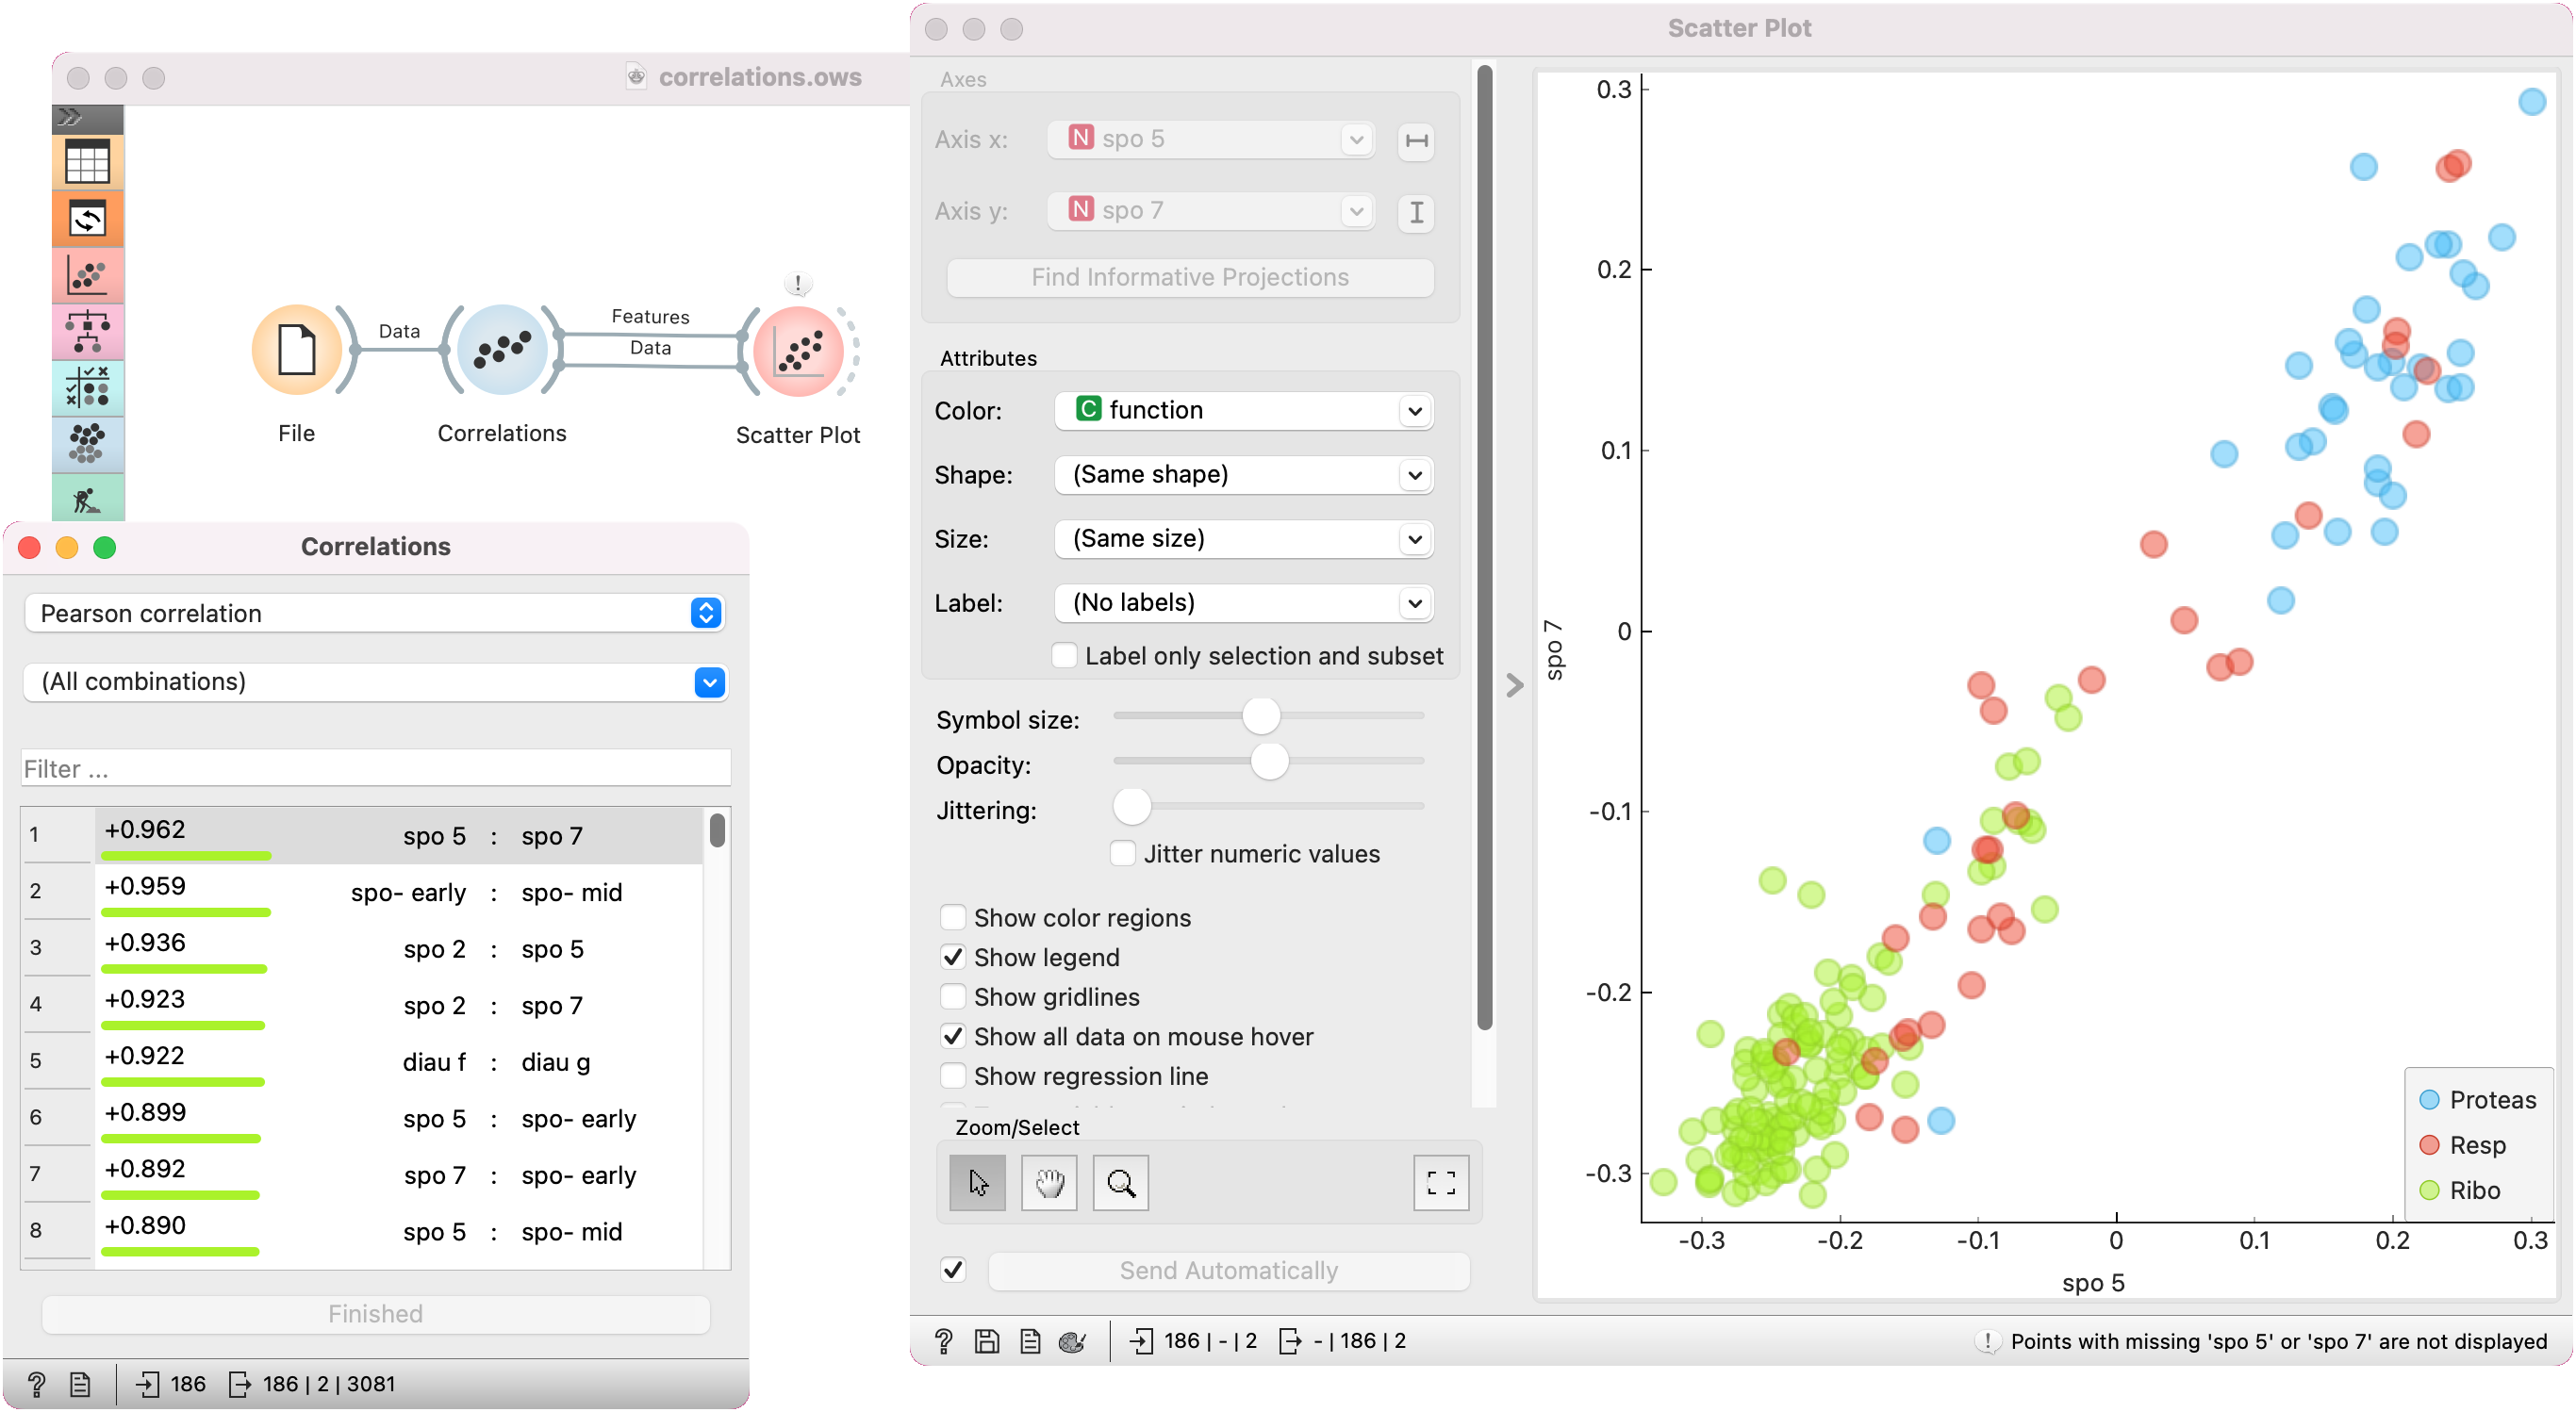 correlations.ows
Data
Features
Data
!
File
Correlations
Scatter Plot
Correlations
Pearson correlation
(All combinations)
Filter ...
1 +0.962 spo 5 : spo 7
2 +0.959 spo- early : spo- mid
3 +0.936 spo 2 : spo 5
4 +0.923 spo 2 : spo 7
5 +0.922 diau f : diau g
6 +0.899 spo 5 : spo- early
7 +0.892 spo 7 : spo- early
8 +0.890 spo 5 : spo- mid
Finished
? 186 186 | 2 | 3081
Scatter Plot
Axes
Axis x: N spo 5
Axis y: N spo 7
Find Informative Projections
Attributes
Color: C function
Shape: (Same shape)
Size: (Same size)
Label: (No labels)
Label only selection and subset
Symbol size:
Opacity:
Jittering:
Jitter numeric values
Show color regions
Show legend
Show gridlines
Show all data on mouse hover
Show regression line
Zoom/Select
Send Automatically
? 186 | - | 2 - | 186 | 2
! Points with missing 'spo 5' or 'spo 7' are not displayed
0.3
0.2
0.1
0
-0.1
-0.2
-0.3
spo 7
-0.3 -0.2 -0.1 0 0.1 0.2 0.3
spo 5
Proteas
Resp
Ribo